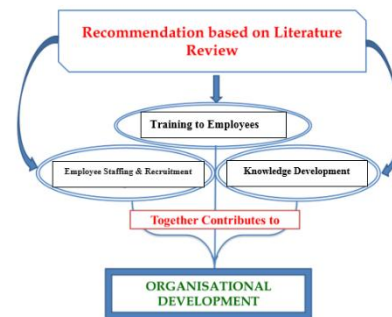 Recommendation based on Literature
Review
Training to Employees
Employee Staffing & Recruitment
Knowledge Development
Together Contributes to
ORGANISATIONAL
DEVELOPMENT